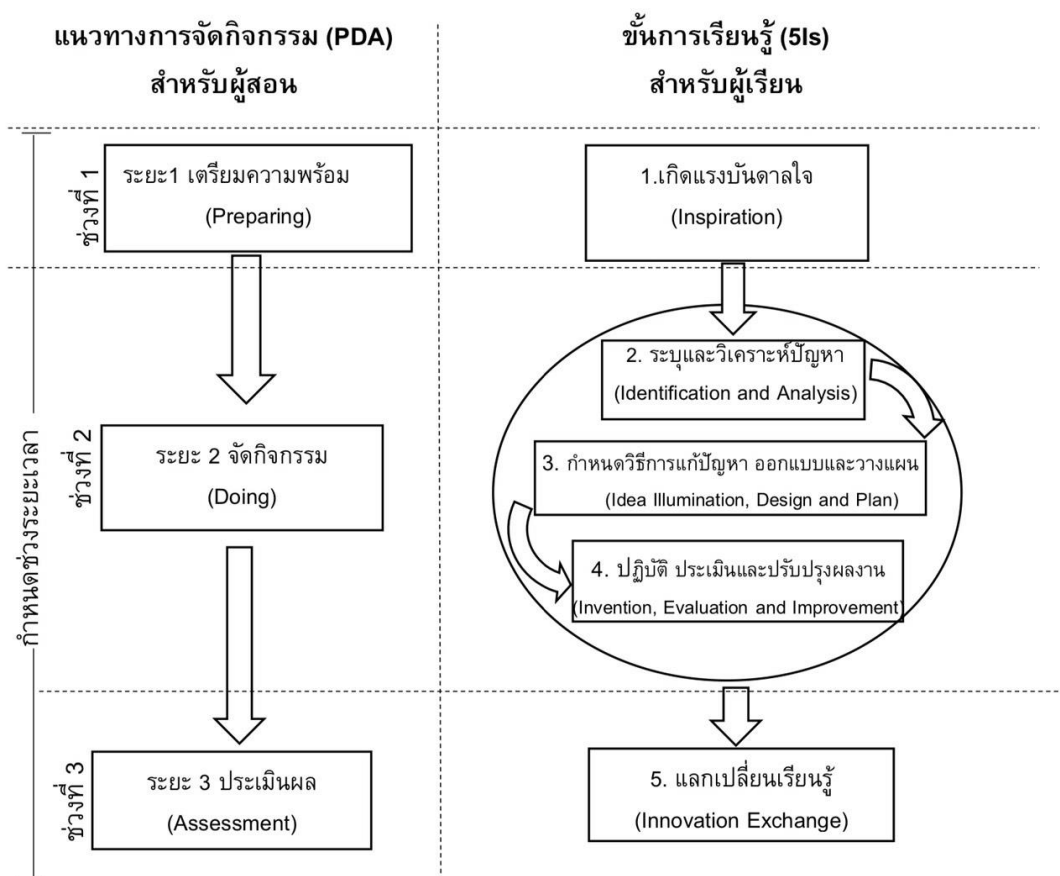 แนวทางการจัดกิจกรรม (PDA)
สำหรับผู้สอน
ขั้นการเรียนรู้ (5Is)
สำหรับผู้เรียน
กำหนดช่วงระยะเวลา
ช่วงที่ 1
ระยะ1 เตรียมความพร้อม
(Preparing)
1.เกิดแรงบันดาลใจ
(Inspiration)
ช่วงที่ 2
ระยะ 2 จัดกิจกรรม
(Doing)
2. ระบุและวิเคราะห์ปัญหา
(Identification and Analysis)
3. กำหนดวิธีการแก้ปัญหา ออกแบบและวางแผน
(Idea Illumination, Design and Plan)
4. ปฏิบัติ ประเมินและปรับปรุงผลงาน
(Invention, Evaluation and Improvement)
ช่วงที่ 3
ระยะ 3 ประเมินผล
(Assessment)
5. แลกเปลี่ยนเรียนรู้
(Innovation Exchange)